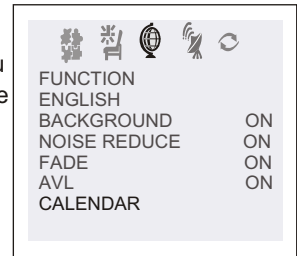 u
e
FUNCTION
ENGLISH
BACKGROUND ON
NOISE REDUCE ON
FADE ON
AVL ON
CALENDAR